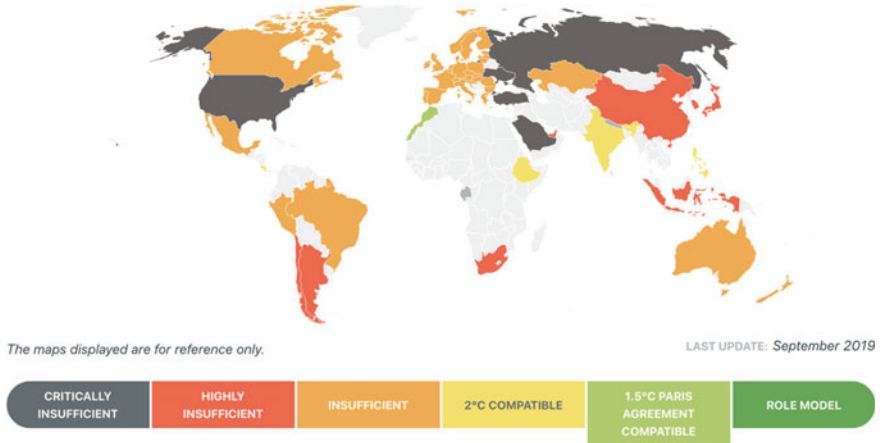 The maps displayed are for reference only.
LAST UPDATE: September 2019
CRITICALLY
INSUFFICIENT
HIGHLY
INSUFFICIENT
INSUFFICIENT
2°C COMPATIBLE
1.5°C PARIS
AGREEMENT
COMPATIBLE
ROLE MODEL